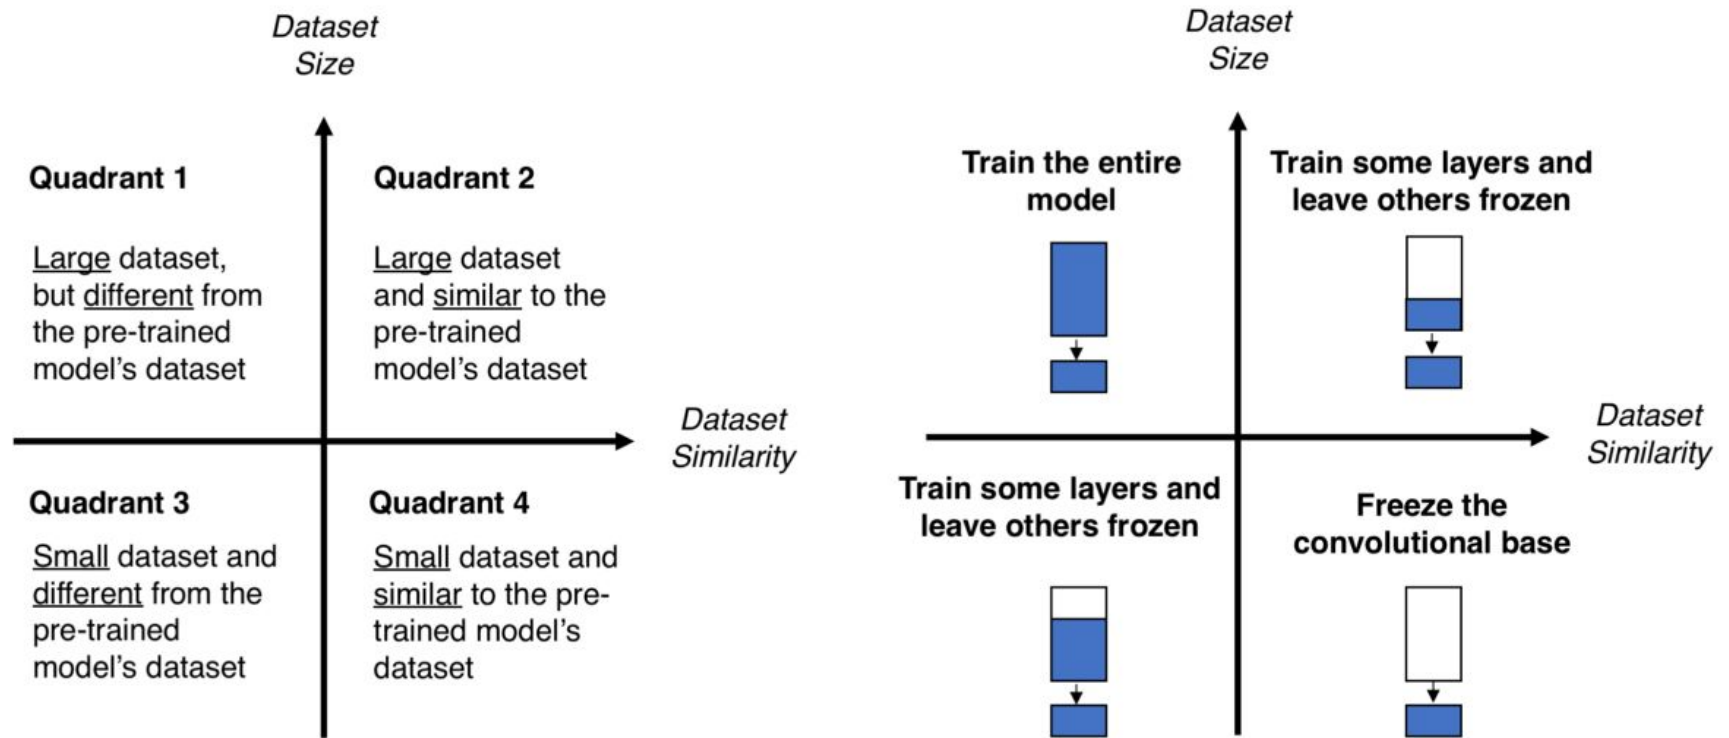 Dataset
Size
Quadrant 1
Large dataset,
but different from
the pre-trained
model's dataset
Quadrant 2
Large dataset
and similar to the
pre-trained
model's dataset
Dataset
Similarity
Quadrant 3
Small dataset and
different from the
pre-trained
model's dataset
Quadrant 4
Small dataset and
similar to the pre-
trained model's
dataset
Dataset
Size
Train the entire
model
Train some layers and
leave others frozen
Dataset
Similarity
Train some layers and
leave others frozen
Freeze the
convolutional base